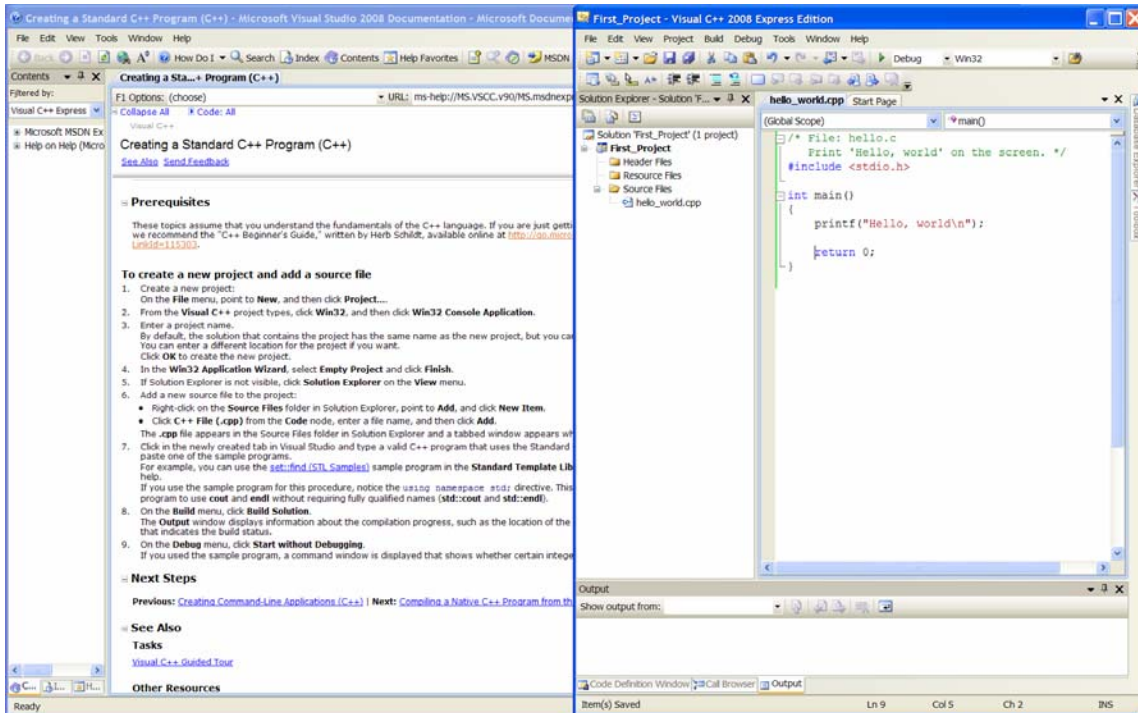 Creating a Standard C++ Program (C++) - Microsoft Visual Studio 2008 Documentation - Microsoft Docume
File Edit View Tools Window Help
Back How Do I Search Index Contents Help Favorites MSDN
Contents
Filtered by:
Visual C++ Express
Microsoft MSDN Ex
Help on Help (Micro
Creating a Sta...+ Program (C++)
F1 Options: (choose) URL: ms-help://MS.VSCC.v90/MS.msdnexpr
Collapse All Code: All
Visual C++
Creating a Standard C++ Program (C++)
See Also Send Feedback
Prerequisites
These topics assume that you understand the fundamentals of the C++ language. If you are just getti
we recommend the "C++ Beginner's Guide," written by Herb Schildt, available online at http://go.micro
LinkId=115303.
To create a new project and add a source file
1. Create a new project:
On the File menu, point to New, and then click Project....
2. From the Visual C++ project types, click Win32, and then click Win32 Console Application.
3. Enter a project name.
By default, the solution that contains the project has the same name as the new project, but you ca
You can enter a different location for the project if you want.
Click OK to create the new project.
4. In the Win32 Application Wizard, select Empty Project and click Finish.
5. If Solution Explorer is not visible, click Solution Explorer on the View menu.
6. Add a new source file to the project:
• Right-click on the Source Files folder in Solution Explorer, point to Add, and click New Item.
• Click C++ File (.cpp) from the Code node, enter a file name, and then click Add.
The .cpp file appears in the Source Files folder in Solution Explorer and a tabbed window appears wh
7. Click in the newly created tab in Visual Studio and type a valid C++ program that uses the Standard
paste one of the sample programs.
For example, you can use the set::find (STL Samples) sample program in the Standard Template Lib
help.
If you use the sample program for this procedure, notice the using namespace std; directive. This
program to use cout and endl without requiring fully qualified names (std::cout and std::endl).
8. On the Build menu, click Build Solution.
The Output window displays information about the compilation progress, such as the location of the
that indicates the build status.
9. On the Debug menu, click Start without Debugging.
If you used the sample program, a command window is displayed that shows whether certain intege
Next Steps
Previous: Creating Command-Line Applications (C++) | Next: Compiling a Native C++ Program from th
See Also
Tasks
Visual C++ Guided Tour
Other Resources
C... I... H...
Ready
First_Project - Visual C++ 2008 Express Edition
File Edit View Project Build Debug Tools Window Help
Debug Win32
Solution Explorer - Solution 'F...
Solution 'First_Project' (1 project)
First_Project
Header Files
Resource Files
Source Files
hello_world.cpp
hello_world.cpp Start Page
(Global Scope) main()
/* File: hello.c
Print 'Hello, world' on the screen. */
#include <stdio.h>
int main()
{
printf("Hello, world\n");
return 0;
}
Database Explorer
Toolbox
Output
Show output from:
Code Definition Window Call Browser Output
Item(s) Saved Ln 9 Col 5 Ch 2 INS